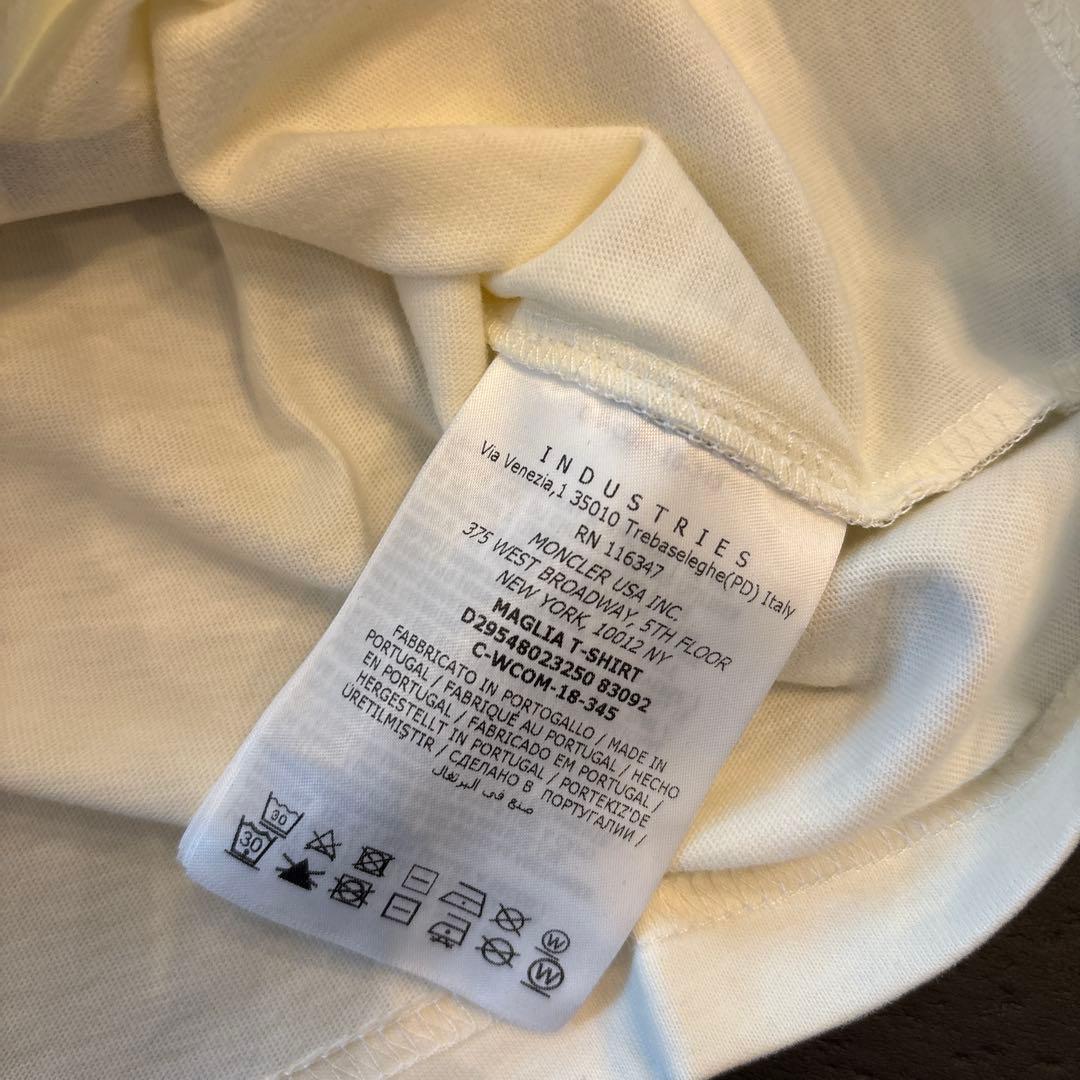 INDUSTRIES
Via Venezia,1 35010 Trebaseleghe(PD) Italy
RN 116347
MONCLER USA INC.
375 WEST BROADWAY, 5TH FLOOR
NEW YORK, 10012 NY
MAGLIA T-SHIRT
D29548023250 83092
C-WCOM-18-345
FABBRICATO IN PORTOGALLO / MADE IN
PORTUGAL / FABRIQUÉ AU PORTUGAL / HECHO
EN PORTUGAL / FABRICADO EM PORTUGAL /
HERGESTELLT IN PORTUGAL / PORTEKIZ'DE
ÜRETILMIŞTIR / СДЕЛАНО В ПОРТУГАЛИИ /
صنع في البرتغال
30
W
30
W